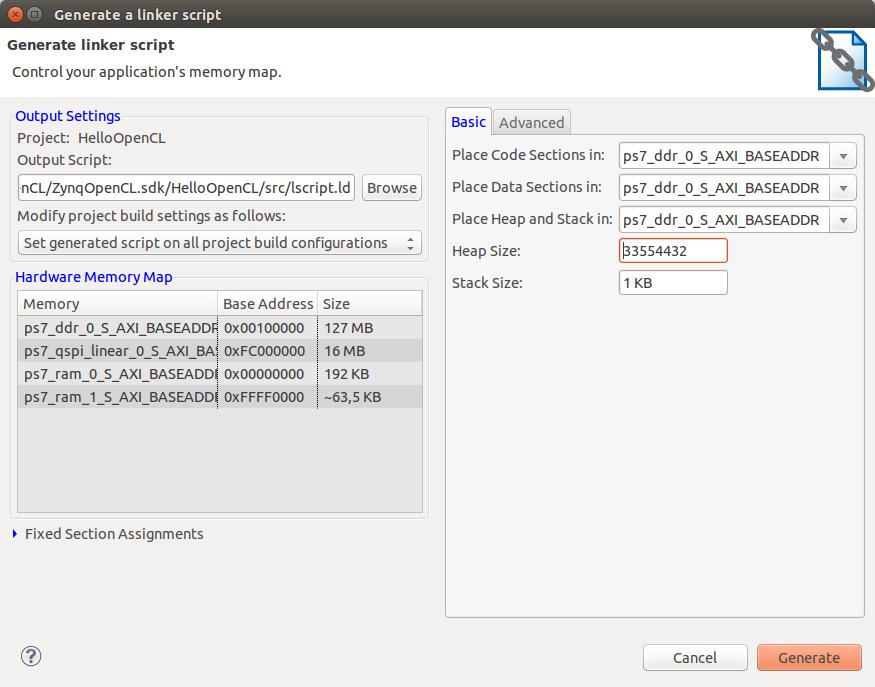 Generate a linker script
Generate linker script
Control your application's memory map.
Output Settings
Project: HelloOpenCL
Output Script:
nCL/ZynqOpenCL.sdk/HelloOpenCL/src/lscript.ld
Browse
Modify project build settings as follows:
Set generated script on all project build configurations
Hardware Memory Map
Memory Base Address Size
ps7_ddr_0_S_AXI_BASEADDR 0x00100000 127 MB
ps7_qspi_linear_0_S_AXI_BAS 0xFC000000 16 MB
ps7_ram_0_S_AXI_BASEADD 0x00000000 192 KB
ps7_ram_1_S_AXI_BASEADD 0xFFFF0000 ~63,5 KB
Fixed Section Assignments
Basic Advanced
Place Code Sections in: ps7_ddr_0_S_AXI_BASEADDR
Place Data Sections in: ps7_ddr_0_S_AXI_BASEADDR
Place Heap and Stack in: ps7_ddr_0_S_AXI_BASEADDR
Heap Size: 33554432
Stack Size: 1 KB
?
Cancel Generate